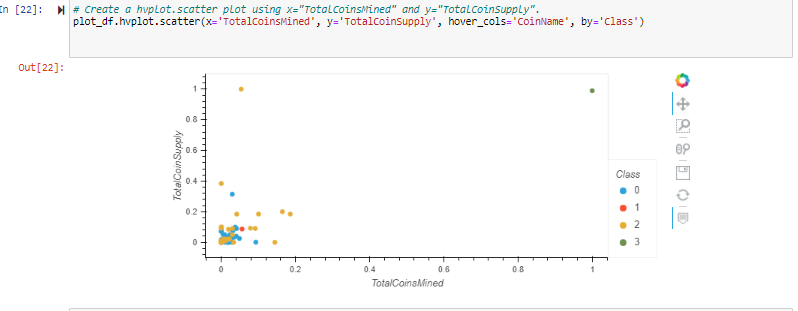 In [22]:
# Create a hvplot.scatter plot using x="TotalCoinsMined" and y="TotalCoinSupply".
plot_df.hvplot.scatter(x='TotalCoinsMined', y='TotalCoinSupply', hover_cols='CoinName', by='Class')
Out[22]:
TotalCoinSupply
1
0.8
0.6
0.4
0.2
0
0
0.2
0.4
0.6
0.8
1
TotalCoinsMined
Class
0
1
2
3